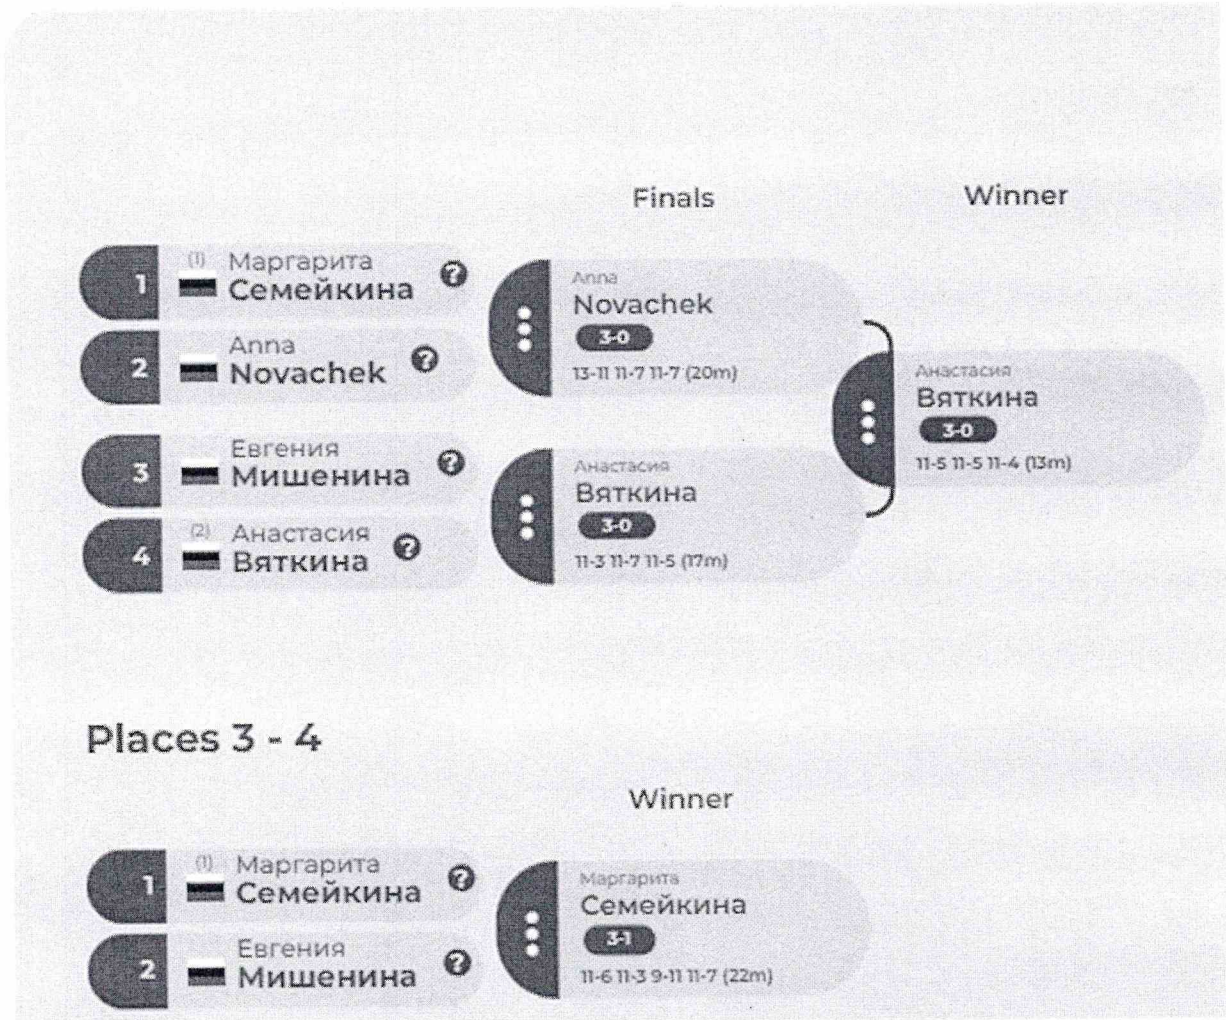 Finals
Winner
1
(1) Маргарита
Семейкина
?
2
Anna
Novachek
?
3
Евгения
Мишенина
?
4
(2) Анастасия
Вяткина
?
Anna
Novachek
3-0
13-11 11-7 11-7 (20m)
Анастасия
Вяткина
3-0
11-3 11-7 11-5 (17m)
Анастасия
Вяткина
3-0
11-5 11-5 11-4 (13m)
Places 3 - 4
Winner
1
(1) Маргарита
Семейкина
?
2
Евгения
Мишенина
?
Маргарита
Семейкина
3-1
11-6 11-3 9-11 11-7 (22m)